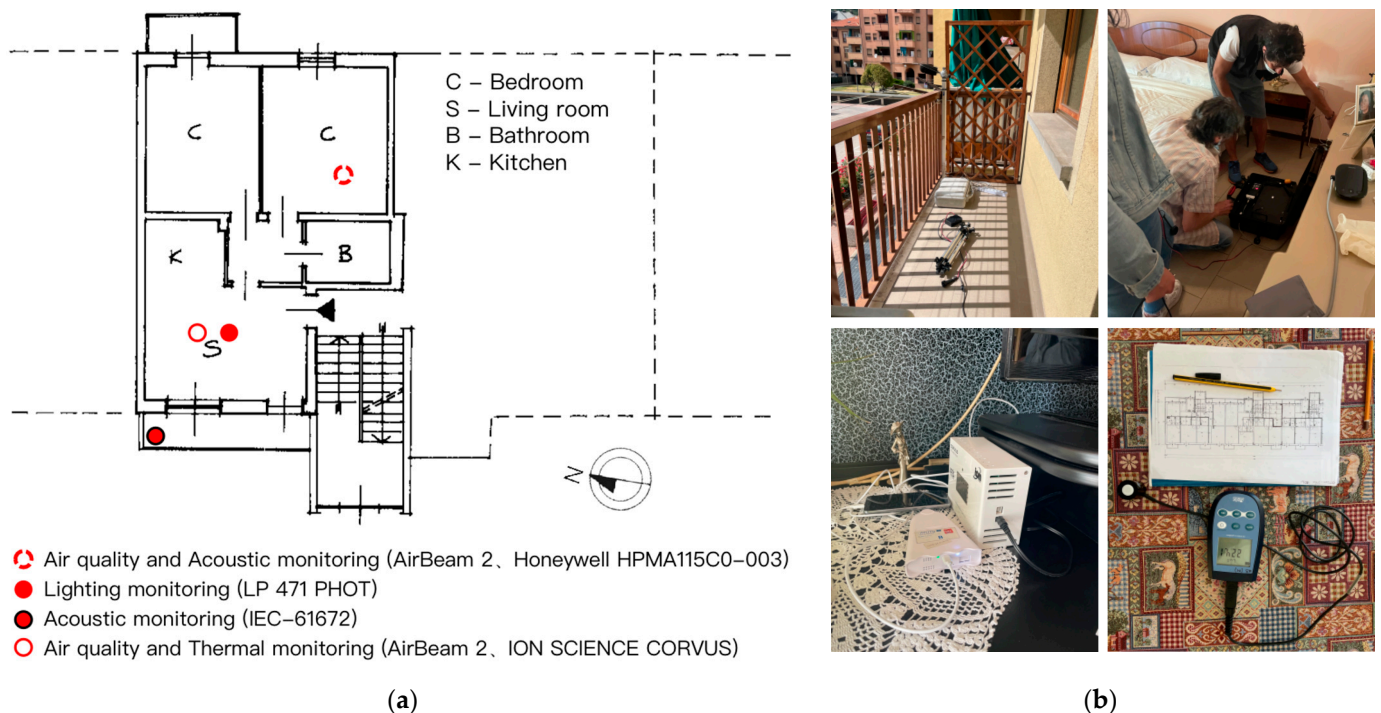 C – Bedroom
S – Living room
B – Bathroom
K – Kitchen
C
C
K
B
S
N
Air quality and Acoustic monitoring (AirBeam 2、Honeywell HPMA115C0–003)
Lighting monitoring (LP 471 PHOT)
Acoustic monitoring (IEC–61672)
Air quality and Thermal monitoring (AirBeam 2、ION SCIENCE CORVUS)
(a)
(b)